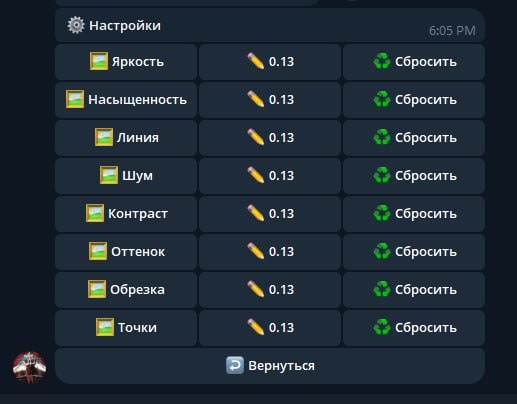 Настройки
6:05 PM
Яркость 0.13 Сбросить
Насыщенность 0.13 Сбросить
Линия 0.13 Сбросить
Шум 0.13 Сбросить
Контраст 0.13 Сбросить
Оттенок 0.13 Сбросить
Обрезка 0.13 Сбросить
Точки 0.13 Сбросить
Вернуться